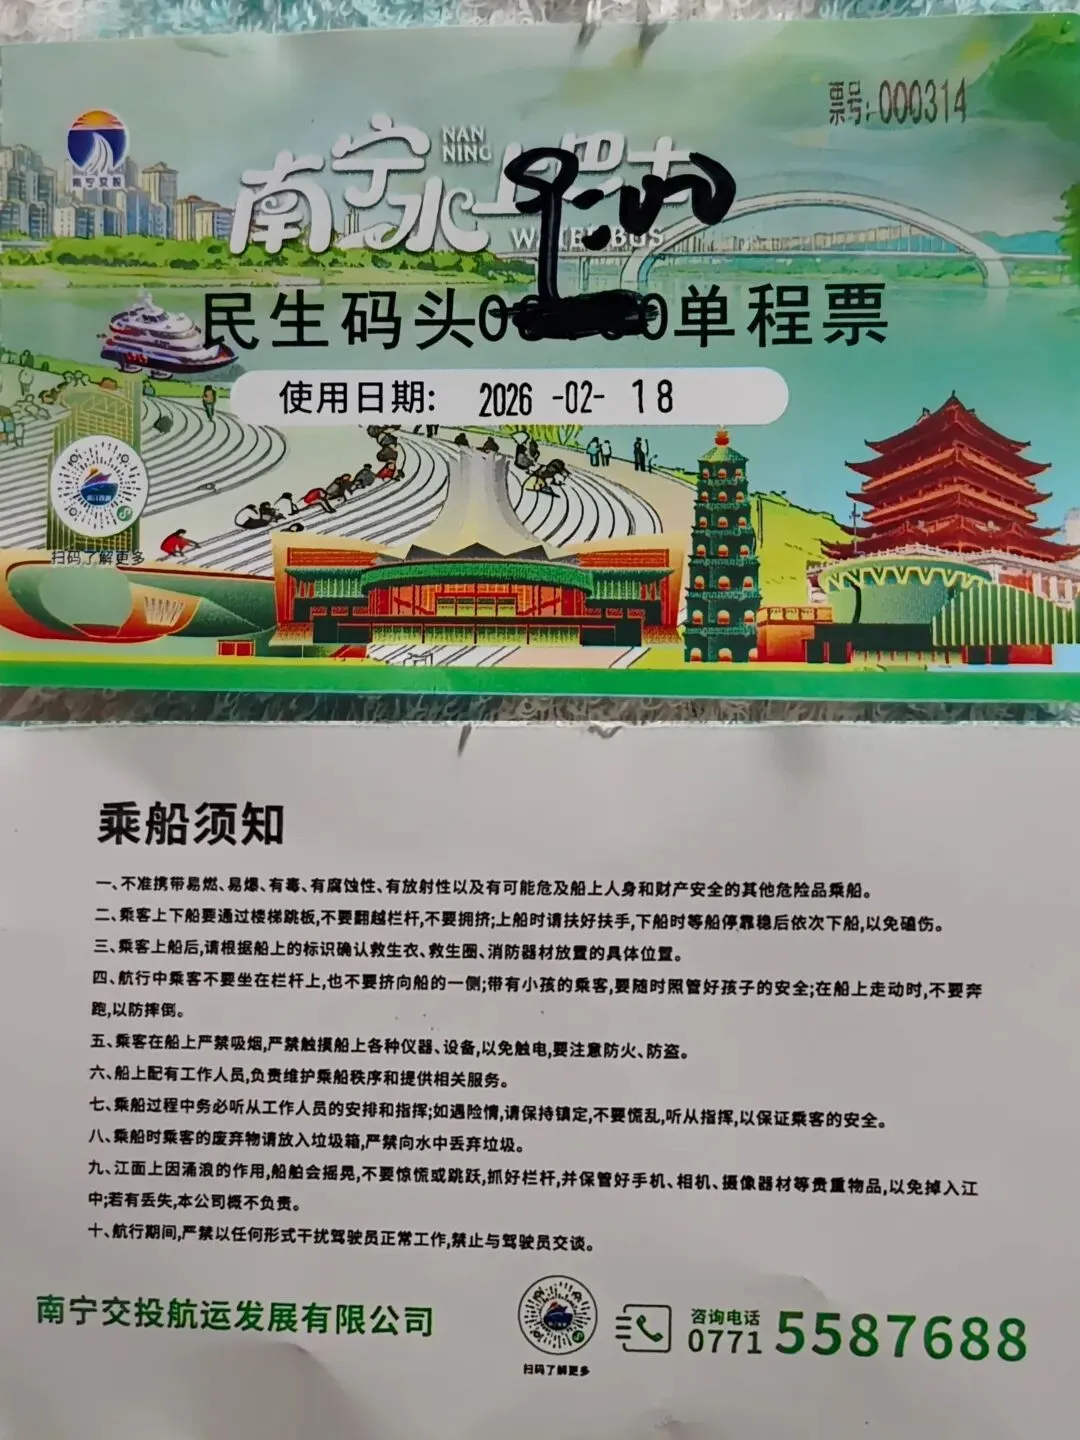 票号:000314
南宁交投
NAN
NING
南宁水上巴士
WATER BUS
9:00
民生码头单程票
使用日期: 2026 -02- 18
扫码了解更多
乘船须知
一、不准携带易燃、易爆、有毒、有腐蚀性、有放射性以及有可能危及船上人身和财产安全的其他危险品乘船。
二、乘客上下船要通过楼梯跳板,不要翻越栏杆,不要拥挤;上船时请扶好扶手,下船时等船停靠稳后依次下船,以免磕伤。
三、乘客上船后,请根据船上的标识确认救生衣、救生圈、消防器材放置的具体位置。
四、航行中乘客不要坐在栏杆上,也不要挤向船的一侧;带有小孩的乘客,要随时照管好孩子的安全;在船上走动时,不要奔
跑,以防摔倒。
五、乘客在船上严禁吸烟,严禁触摸船上各种仪器、设备,以免触电,要注意防火、防盗。
六、船上配有工作人员,负责维护乘船秩序和提供相关服务。
七、乘船过程中务必听从工作人员的安排和指挥;如遇险情,请保持镇定,不要慌乱,听从指挥,以保证乘客的安全。
八、乘船时乘客的废弃物请放入垃圾箱,严禁向水中丢弃垃圾。
九、江面上因涌浪的作用,船舶会摇晃,不要惊慌或跳跃,抓好栏杆,并保管好手机、相机、摄像器材等贵重物品,以免掉入江
中;若有丢失,本公司概不负责。
十、航行期间,严禁以任何形式干扰驾驶员正常工作,禁止与驾驶员交谈。
南宁交投航运发展有限公司
扫码了解更多
咨询电话
0771 5587688